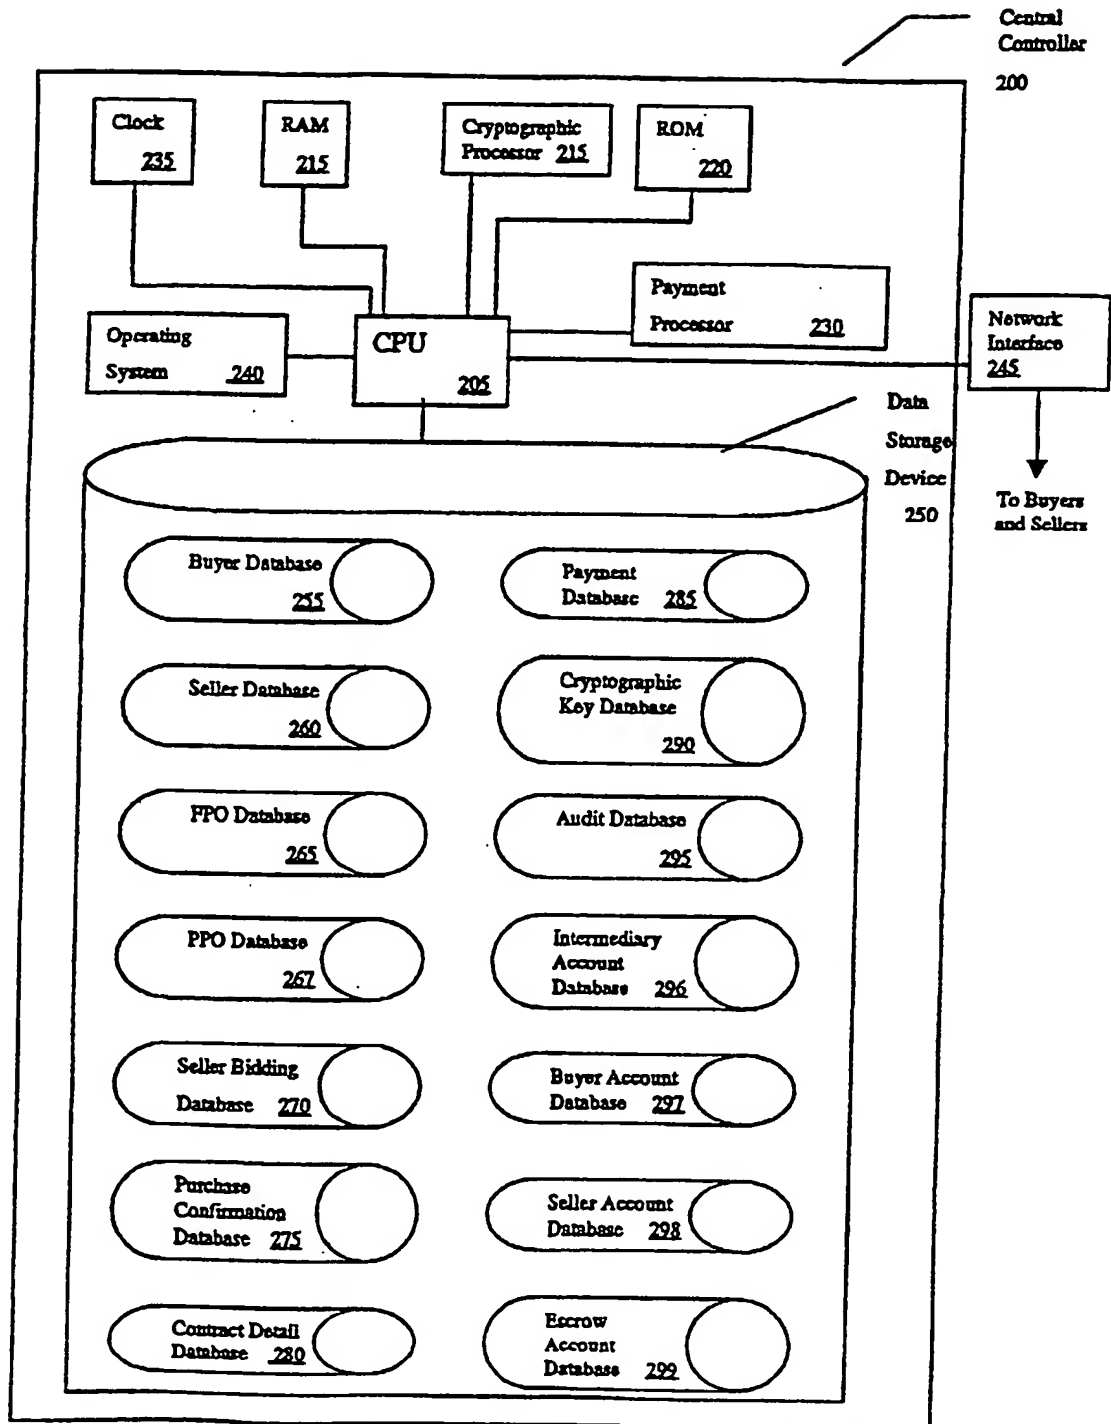 Central
Controller
200
Clock
235
RAM
215
Cryptographic
Processor 215
ROM
220
Payment
Processor 230
Operating
System 240
CPU
205
Network
Interface
245
To Buyers
and Sellers
Data
Storage
Device
250
Buyer Database
255
Seller Database
260
FPO Database
265
PPO Database
267
Seller Bidding
Database 270
Purchase
Confirmation
Database 275
Contract Detail
Database 280
Payment
Database 285
Cryptographic
Key Database
290
Audit Database
295
Intermediary
Account
Database 296
Buyer Account
Database 297
Seller Account
Database 298
Escrow
Account
Database 299